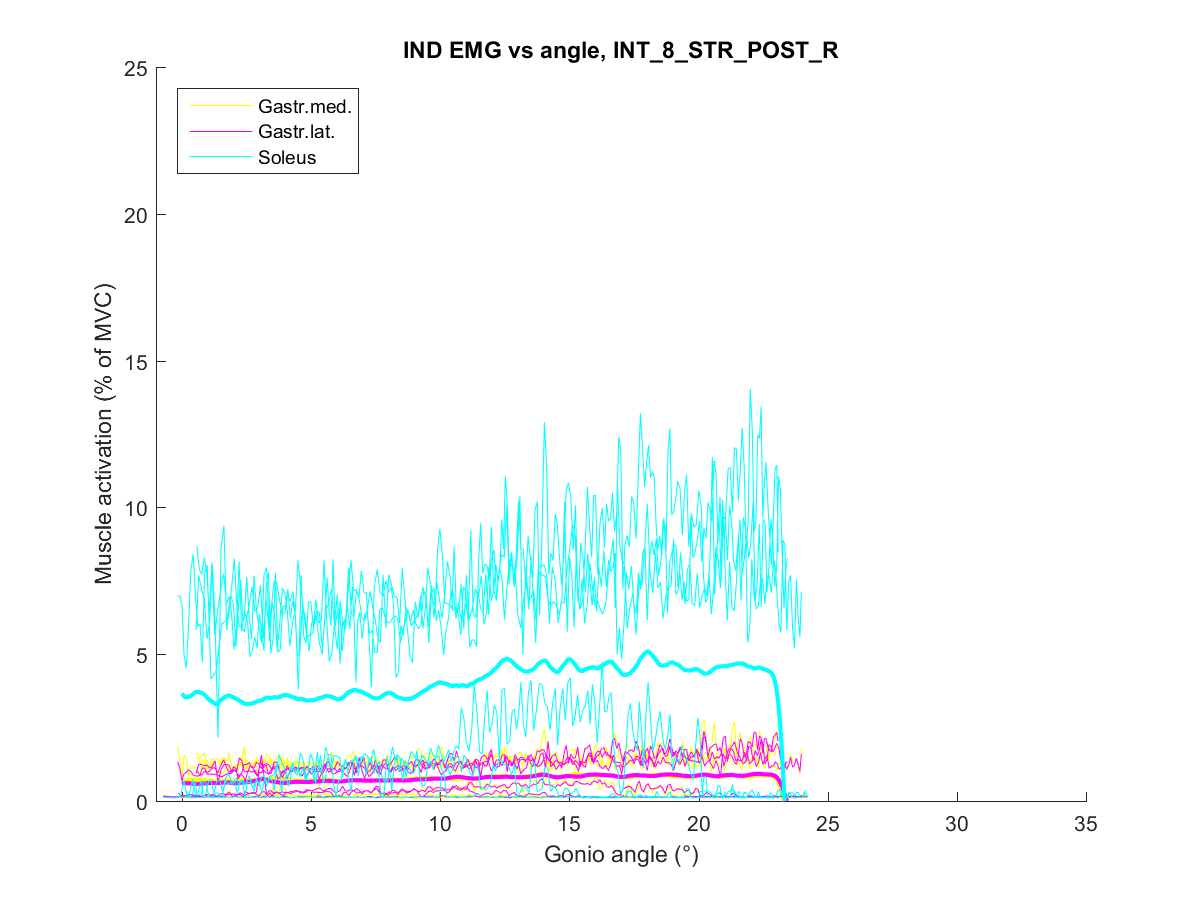 IND EMG vs angle, INT_8_STR_POST_R
25
20
15
10
5
0
Muscle activation (% of MVC)
Gastr.med.
Gastr.lat.
Soleus
0 5 10 15 20 25 30 35
Gonio angle (°)